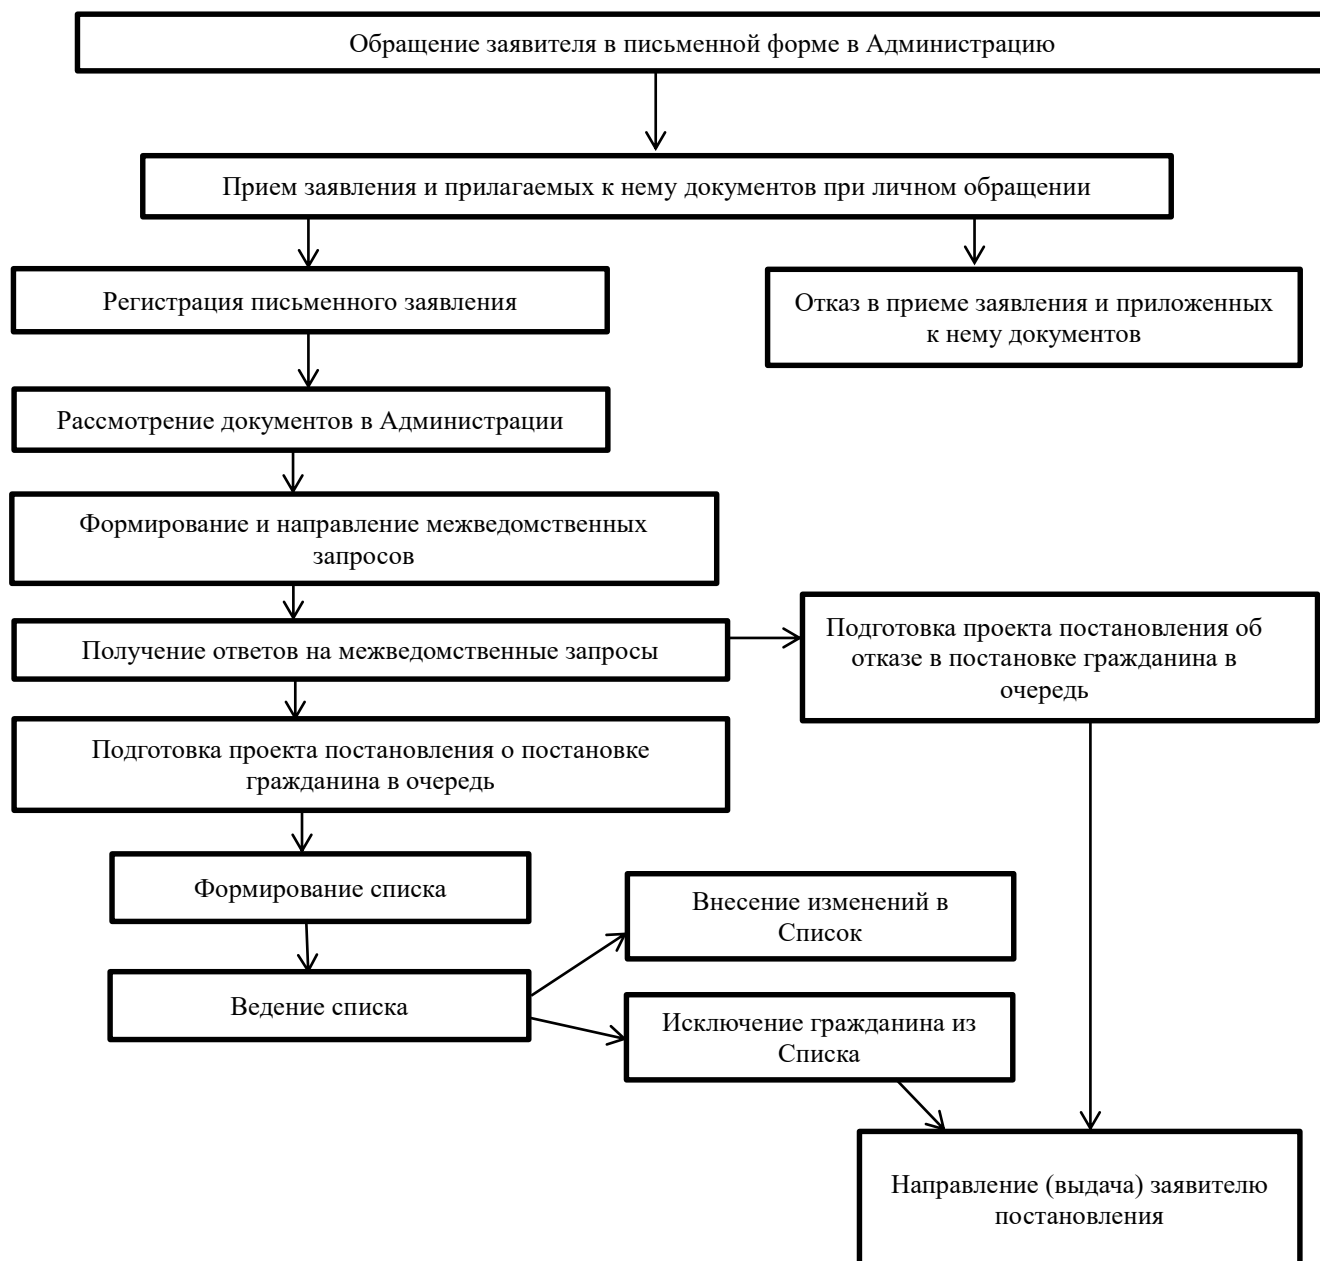 Обращение заявителя в письменной форме в Администрацию
Прием заявления и прилагаемых к нему документов при личном обращении
Регистрация письменного заявления
Отказ в приеме заявления и приложенных
к нему документов
Рассмотрение документов в Администрации
Формирование и направление межведомственных
запросов
Получение ответов на межведомственные запросы
Подготовка проекта постановления об
отказе в постановке гражданина в
очередь
Подготовка проекта постановления о постановке
гражданина в очередь
Формирование списка
Внесение изменений в
Список
Ведение списка
Исключение гражданина из
Списка
Направление (выдача) заявителю
постановления